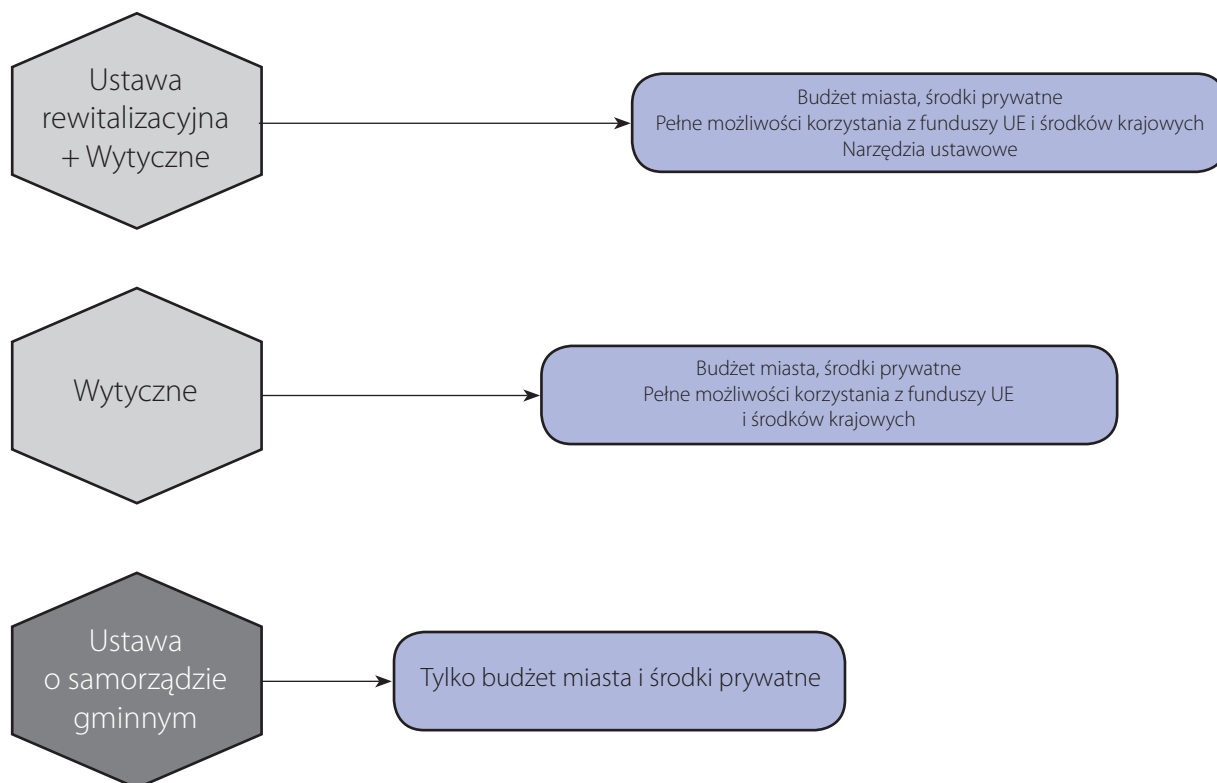 Ustawa
rewitalizacyjna
+ Wytyczne
Budżet miasta, środki prywatne
Pełne możliwości korzystania z funduszy UE i środków krajowych
Narzędzia ustawowe
Wytyczne
Budżet miasta, środki prywatne
Pełne możliwości korzystania z funduszy UE
i środków krajowych
Ustawa
o samorządzie
gminnym
Tylko budżet miasta i środki prywatne